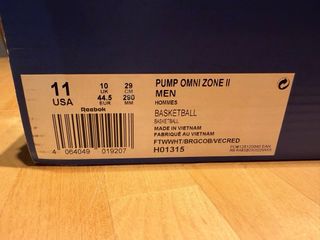 11
USA
10
UK
44.5
EUR
29
CM
290
MM
Reebok
4 064049 019207
PUMP OMNI ZONE II
MEN
HOMMES
BASKETBALL
BASKETBALL
MADE IN VIETNAM
FABRIQUÉ AU VIETNAM
FTWWHT/BRGCOB/VECRED
H01315